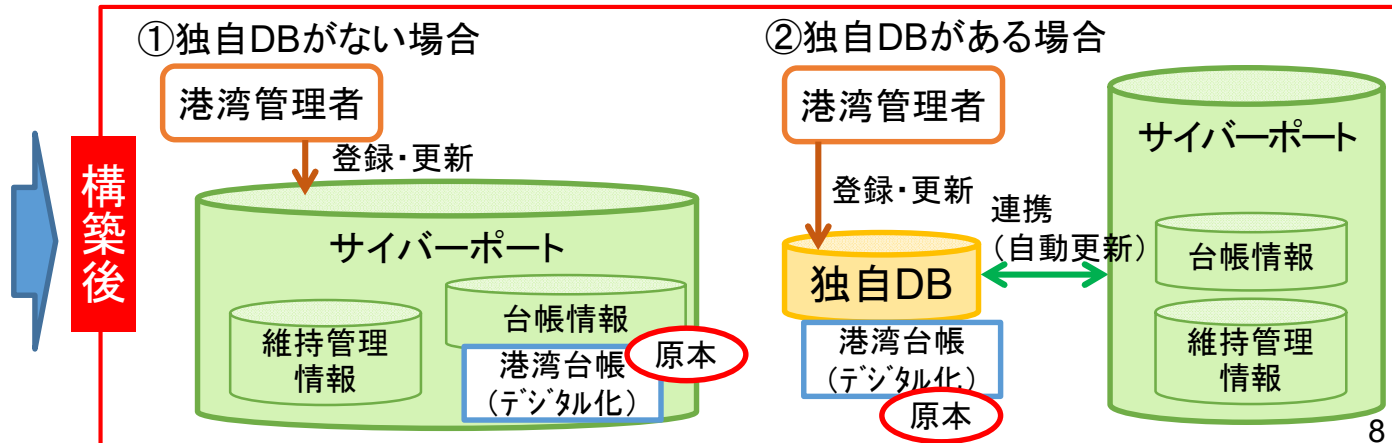 構築後
①独自DBがない場合
港湾管理者
登録・更新
サイバーポート
維持管理
情報
台帳情報
港湾台帳
(ﾃﾞｼﾞﾀﾙ化)
原本
②独自DBがある場合
港湾管理者
登録・更新
独自DB
港湾台帳
(ﾃﾞｼﾞﾀﾙ化)
原本
連携
(自動更新)
サイバーポート
台帳情報
維持管理
情報
8